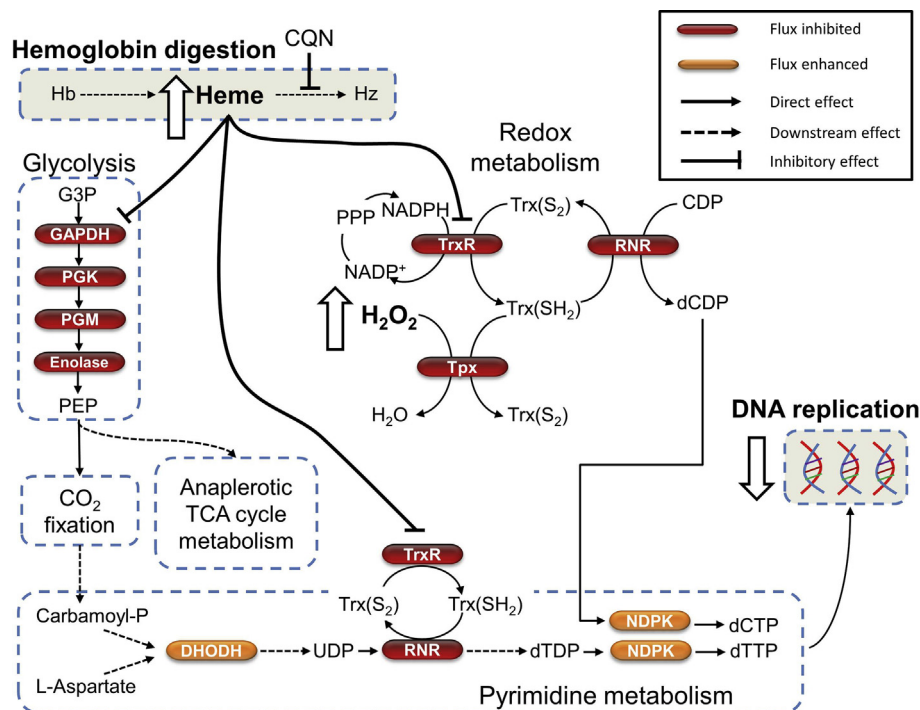 Hemoglobin digestion
CQN
Hb
Heme
Hz
Flux inhibited
Flux enhanced
Direct effect
Downstream effect
Inhibitory effect
Glycolysis
G3P
GAPDH
PGK
PGM
Enolase
PEP
Redox
metabolism
PPP
NADPH
NADP⁺
TrxR
Trx(S₂)
Trx(SH₂)
RNR
CDP
dCDP
H₂O₂
Tpx
H₂O
Trx(S₂)
DNA replication
CO₂
fixation
Anaplerotic
TCA cycle
metabolism
TrxR
Trx(S₂)
Trx(SH₂)
Carbamoyl-P
L-Aspartate
DHODH
UDP
RNR
dTDP
NDPK
dCTP
NDPK
dTTP
Pyrimidine metabolism